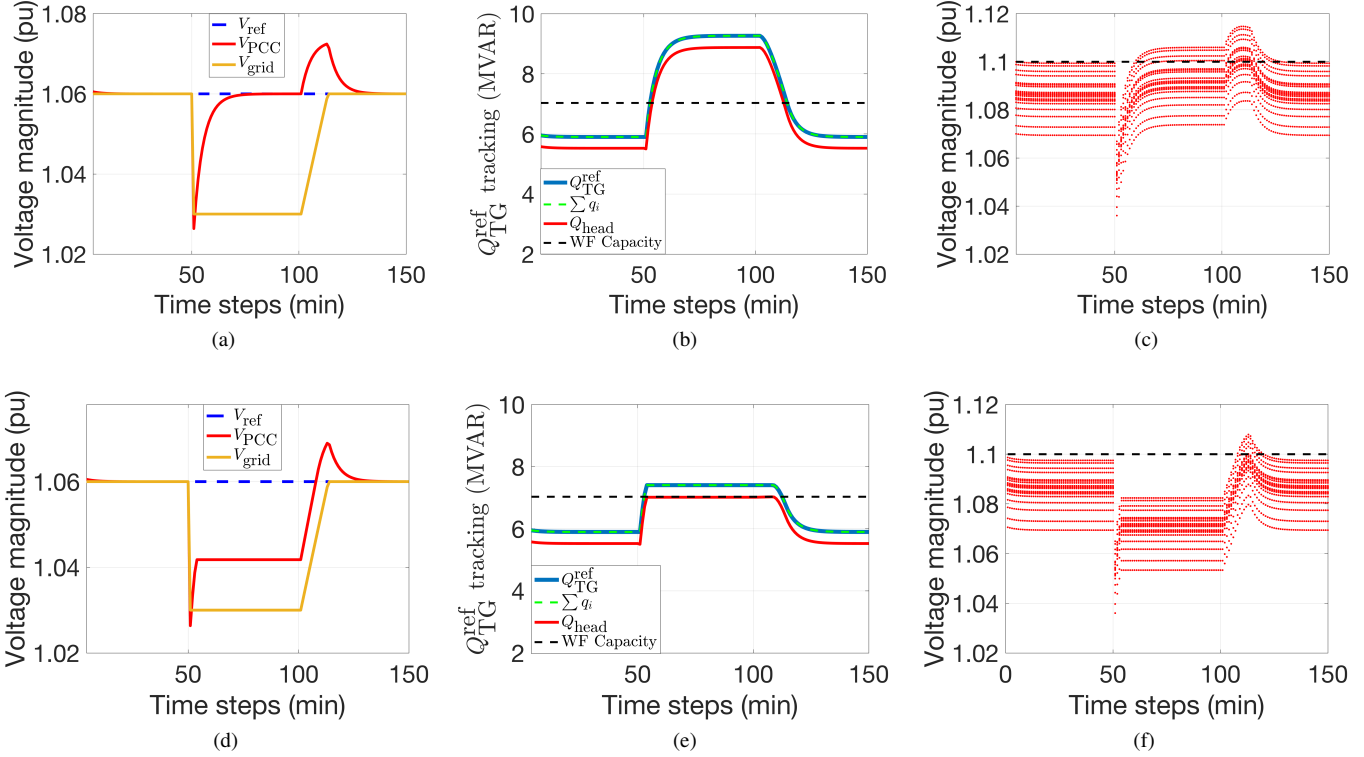 Voltage magnitude (pu)
1.08
1.06
1.04
1.02
V_ref
V_PCC
V_grid
50
100
150
Time steps (min)
(a)
Q_TG^ref tracking (MVAR)
10
8
6
4
2
Q_TG^ref
∑ q_i
Q_head
WF Capacity
50
100
150
Time steps (min)
(b)
Voltage magnitude (pu)
1.12
1.1
1.08
1.06
1.04
1.02
50
100
150
Time steps (min)
(c)
Voltage magnitude (pu)
1.06
1.04
1.02
V_ref
V_PCC
V_grid
50
100
150
Time steps (min)
(d)
Q_TG^ref tracking (MVAR)
10
8
6
4
2
Q_TG^ref
∑ q_i
Q_head
WF Capacity
50
100
150
Time steps (min)
(e)
Voltage magnitude (pu)
1.12
1.1
1.08
1.06
1.04
1.02
0
50
100
150
Time steps (min)
(f)